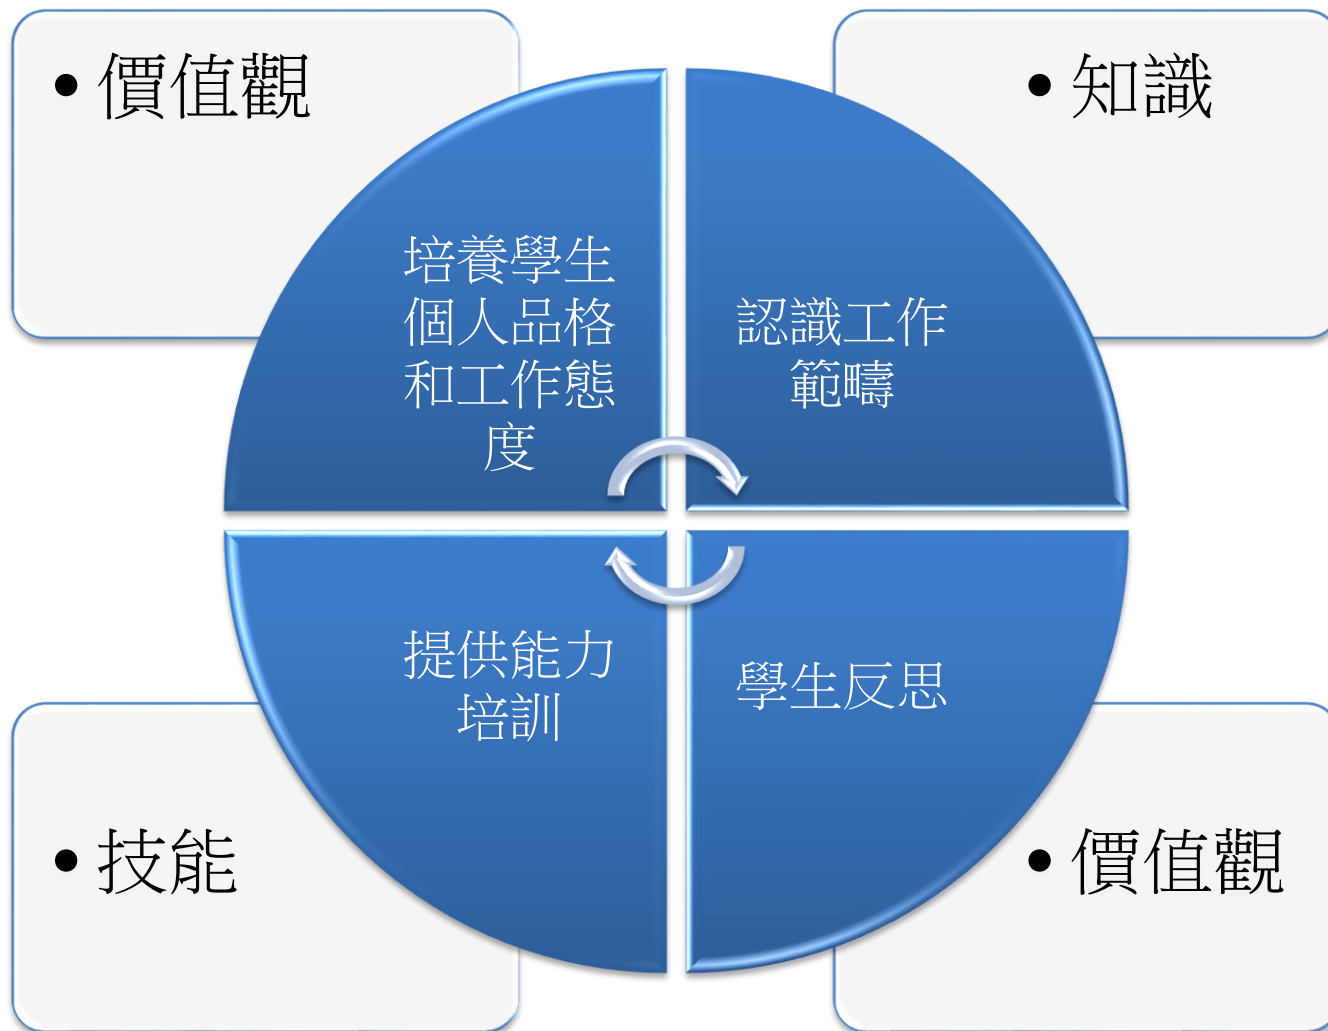 • 價值觀
• 知識
培養學生
個人品格
和工作態
度
認識工作
範疇
提供能力
培訓
學生反思
• 技能
• 價值觀